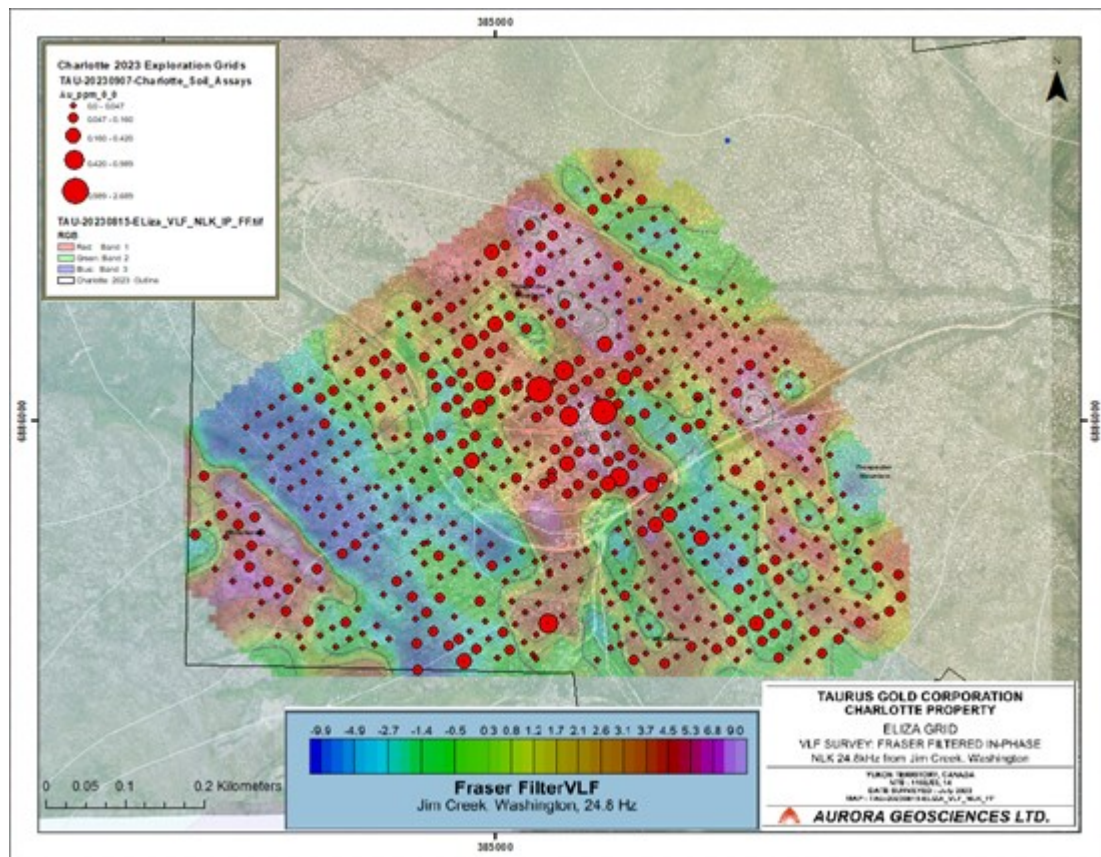 385000
Charlotte 2023 Exploration Grids
TAU-20230907-Charlotte_Soil_Assays
Au_ppm_0_0
0.0 - 0.047
0.047 - 0.160
0.160 - 0.420
0.420 - 0.989
0.989 - 2.689
TAU-20230815-ELiza_VLF_NLK_IP_FF.tif
RGB
Red: Band 1
Green: Band 2
Blue: Band 3
Charlotte 2023 Outline
N
6886000
6886000
Prospector
Mountain
-9.9 -4.9 -2.7 -1.4 -0.5 0.3 0.8 1.2 1.6 2.1 2.6 3.1 3.7 4.5 5.3 6.8 9.0
Fraser FilterVLF
Jim Creek, Washington, 24.8 Hz
0 0.05 0.1 0.2 Kilometers
TAURUS GOLD CORPORATION
CHARLOTTE PROPERTY
ELIZA GRID
VLF SURVEY: FRASER FILTERED IN-PHASE
NLK 24.8kHz from Jim Creek, Washington
YUKON TERRITORY, CANADA
DATE SURVEYED : July 2023
AURORA GEOSCIENCES LTD.
385000